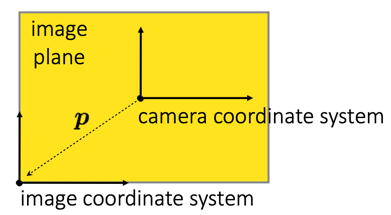 image
plane
p
camera coordinate system
image coordinate system